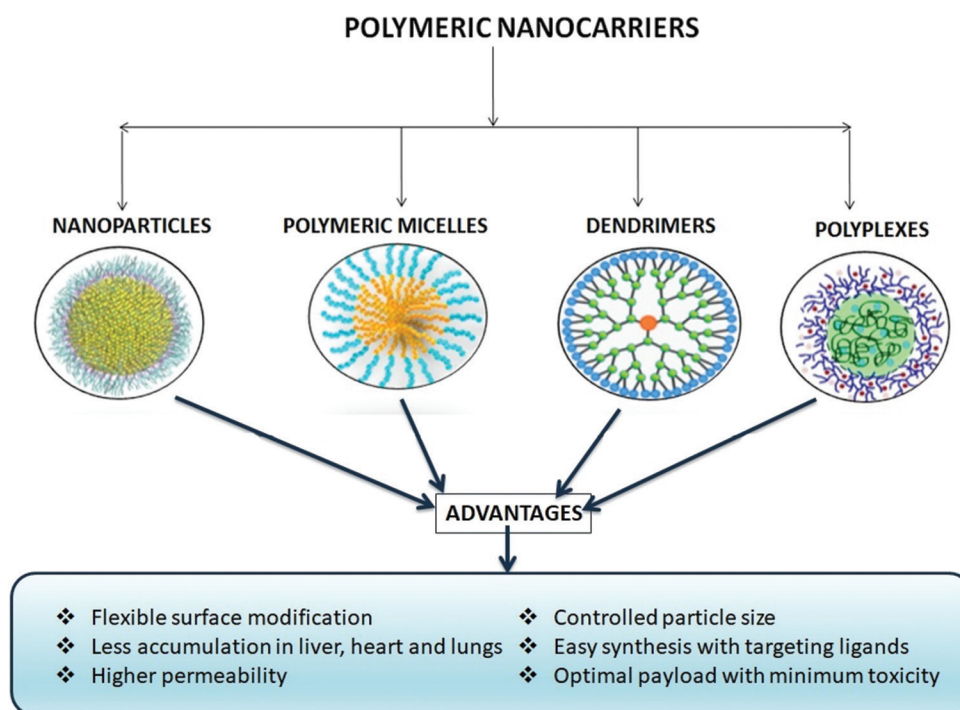 POLYMERIC NANOCARRIERS
NANOPARTICLES
POLYMERIC MICELLES
DENDRIMERS
POLYPLEXES
ADVANTAGES
❖ Flexible surface modification
❖ Less accumulation in liver, heart and lungs
❖ Higher permeability
❖ Controlled particle size
❖ Easy synthesis with targeting ligands
❖ Optimal payload with minimum toxicity